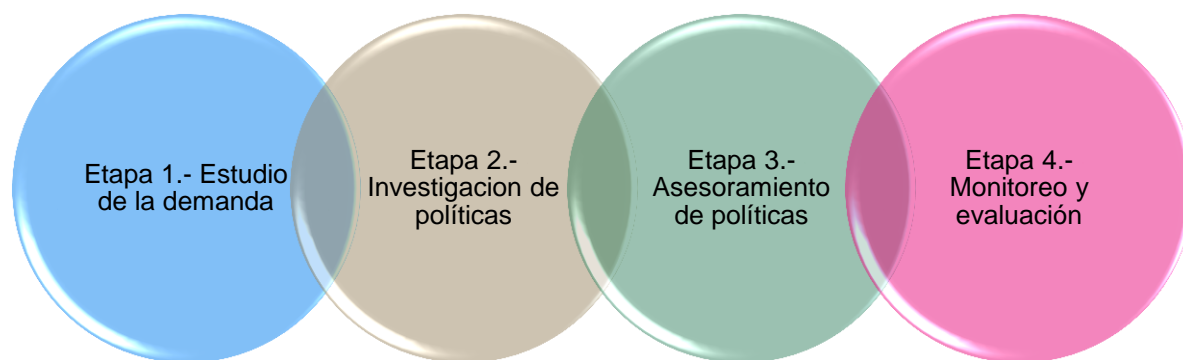 Etapa 1.- Estudio
de la demanda
Etapa 2.-
Investigacion de
políticas
Etapa 3.-
Asesoramiento
de políticas
Etapa 4.-
Monitoreo y
evaluación